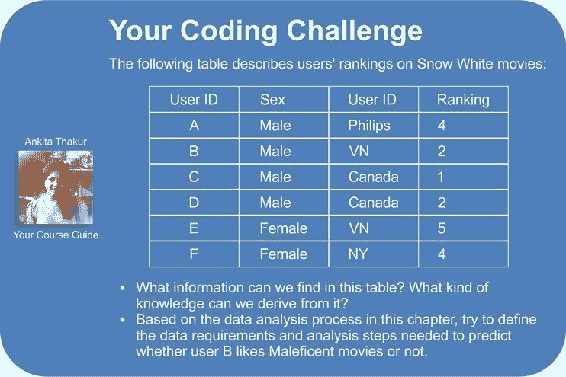 Your Coding Challenge
The following table describes users' rankings on Snow White movies:
User ID Sex User ID Ranking
A Male Philips 4
B Male VN 2
C Male Canada 1
D Male Canada 2
E Female VN 5
F Female NY 4
Ankita Thakur
Your Course Guide
• What information can we find in this table? What kind of
knowledge can we derive from it?
• Based on the data analysis process in this chapter, try to define
the data requirements and analysis steps needed to predict
whether user B likes Maleficent movies or not.